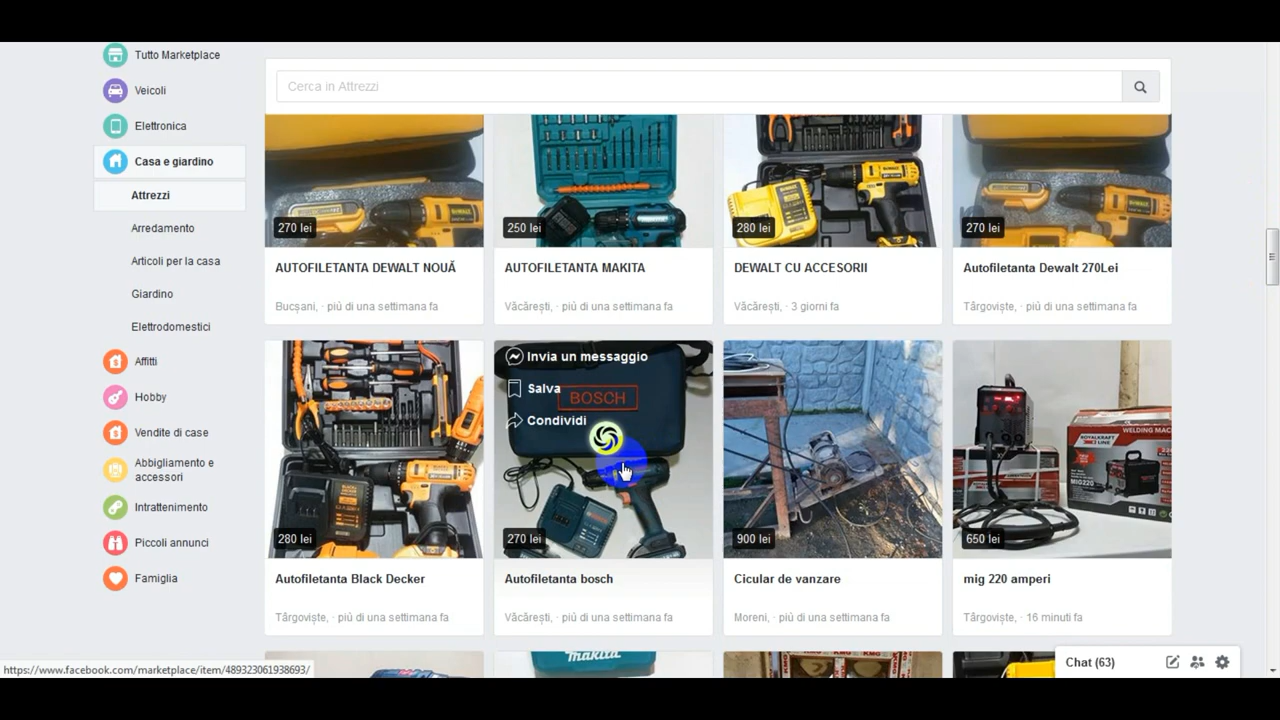 Tutto Marketplace
Veicoli
Elettronica
Casa e giardino
Attrezzi
Arredamento
Articoli per la casa
Giardino
Elettrodomestici
Affitti
Hobby
Vendite di case
Abbigliamento e
accessori
Intrattenimento
Piccoli annunci
Famiglia
Cerca in Attrezzi
270 lei
250 lei
280 lei
270 lei
AUTOFILETANTA DEWALT NOUĂ
AUTOFILETANTA MAKITA
DEWALT CU ACCESORII
Autofiletanta Dewalt 270Lei
Bucșani, · più di una settimana fa
Văcărești, · più di una settimana fa
Văcărești, · 3 giorni fa
Târgoviște, · più di una settimana fa
Invia un messaggio
Salva
BOSCH
Condividi
WELDING MAC
ROYALKRAFT
LINE
MIG220
280 lei
270 lei
900 lei
650 lei
Autofiletanta Black Decker
Autofiletanta bosch
Cicular de vanzare
mig 220 amperi
Târgoviște, · più di una settimana fa
Văcărești, · più di una settimana fa
Moreni, · più di una settimana fa
Târgoviște, · 16 minuti fa
makita
Chat (63)
https://www.facebook.com/marketplace/item/489323061938693/